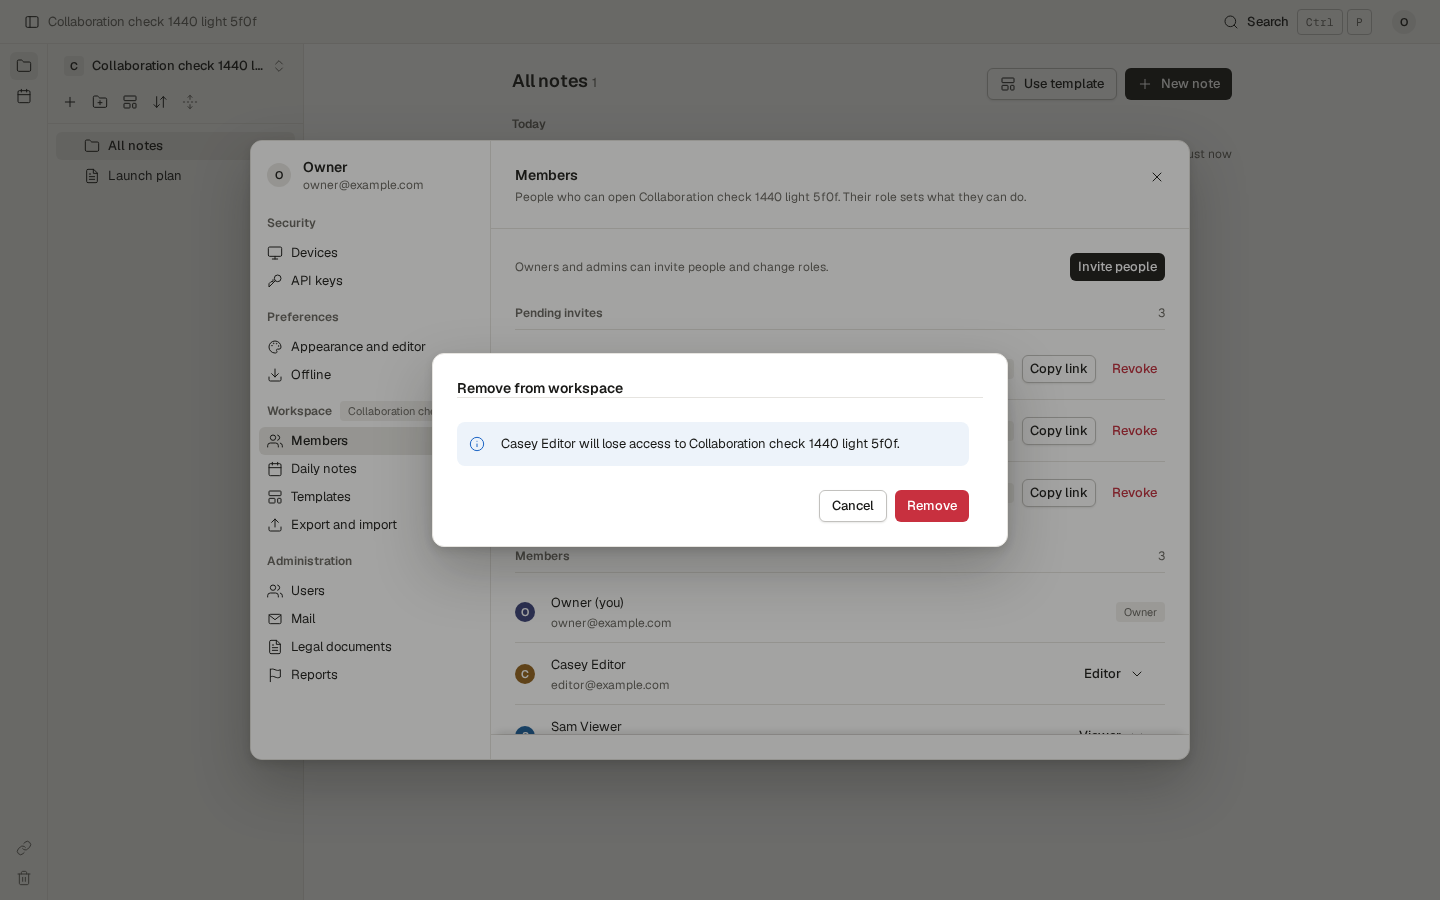 Collaboration check 1440 light 5f0f
Search Ctrl P O
C Collaboration check 1440 l...
All notes 1
Use template
New note
Today
All notes
Launch plan
just now
O Owner
owner@example.com
Security
Devices
API keys
Preferences
Appearance and editor
Offline
Workspace Collaboration che
Members
Daily notes
Templates
Export and import
Administration
Users
Mail
Legal documents
Reports
Members
People who can open Collaboration check 1440 light 5f0f. Their role sets what they can do.
Owners and admins can invite people and change roles.
Invite people
Pending invites 3
Copy link Revoke
Copy link Revoke
Copy link Revoke
Remove from workspace
Casey Editor will lose access to Collaboration check 1440 light 5f0f.
Cancel Remove
Members 3
O Owner (you)
owner@example.com
Owner
C Casey Editor
editor@example.com
Editor
Sam Viewer
Viewer